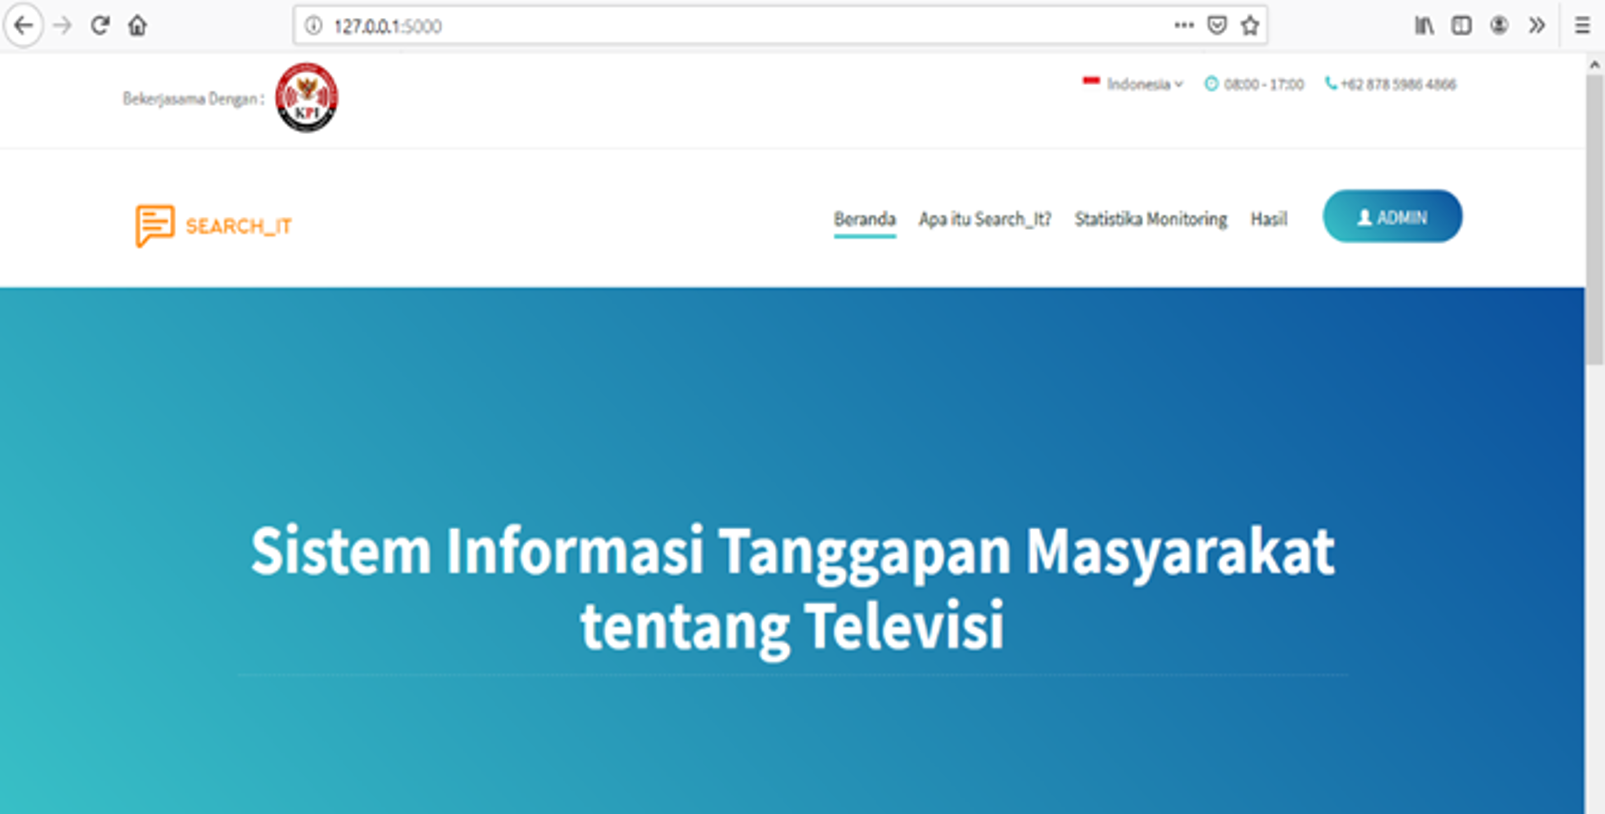 127.0.0.1:5000
Bekerjasama Dengan :
KPI
Indonesia
08:00 - 17:00
+62 878 5986 4866
SEARCH_IT
Beranda
Apa itu Search_It?
Statistika Monitoring
Hasil
ADMIN
Sistem Informasi Tanggapan Masyarakat
tentang Televisi